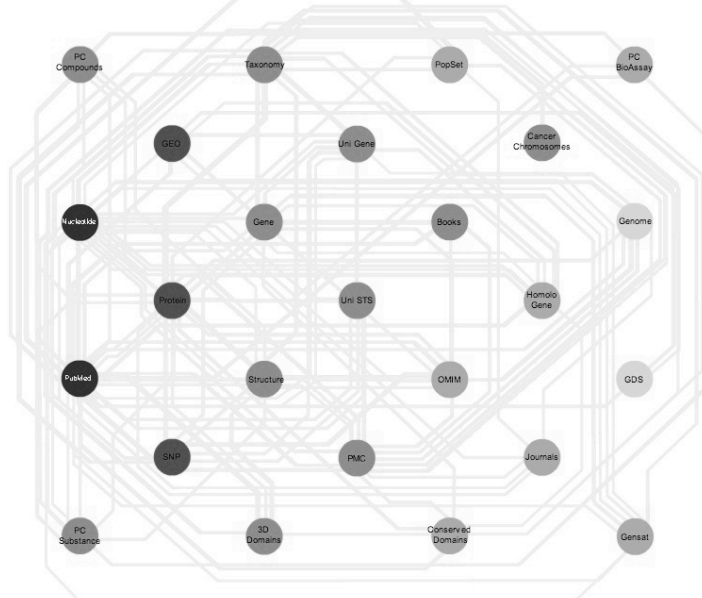 PC
Compounds
Taxonomy
PopSet
PC
BioAssay
GEO
Uni Gene
Cancer
Chromosomes
Nucleotide
Gene
Books
Genome
Protein
Uni STS
Homolo
Gene
PubMed
Structure
OMIM
GDS
SNP
PMC
Journals
PC
Substance
3D
Domains
Conserved
Domains
Gensat